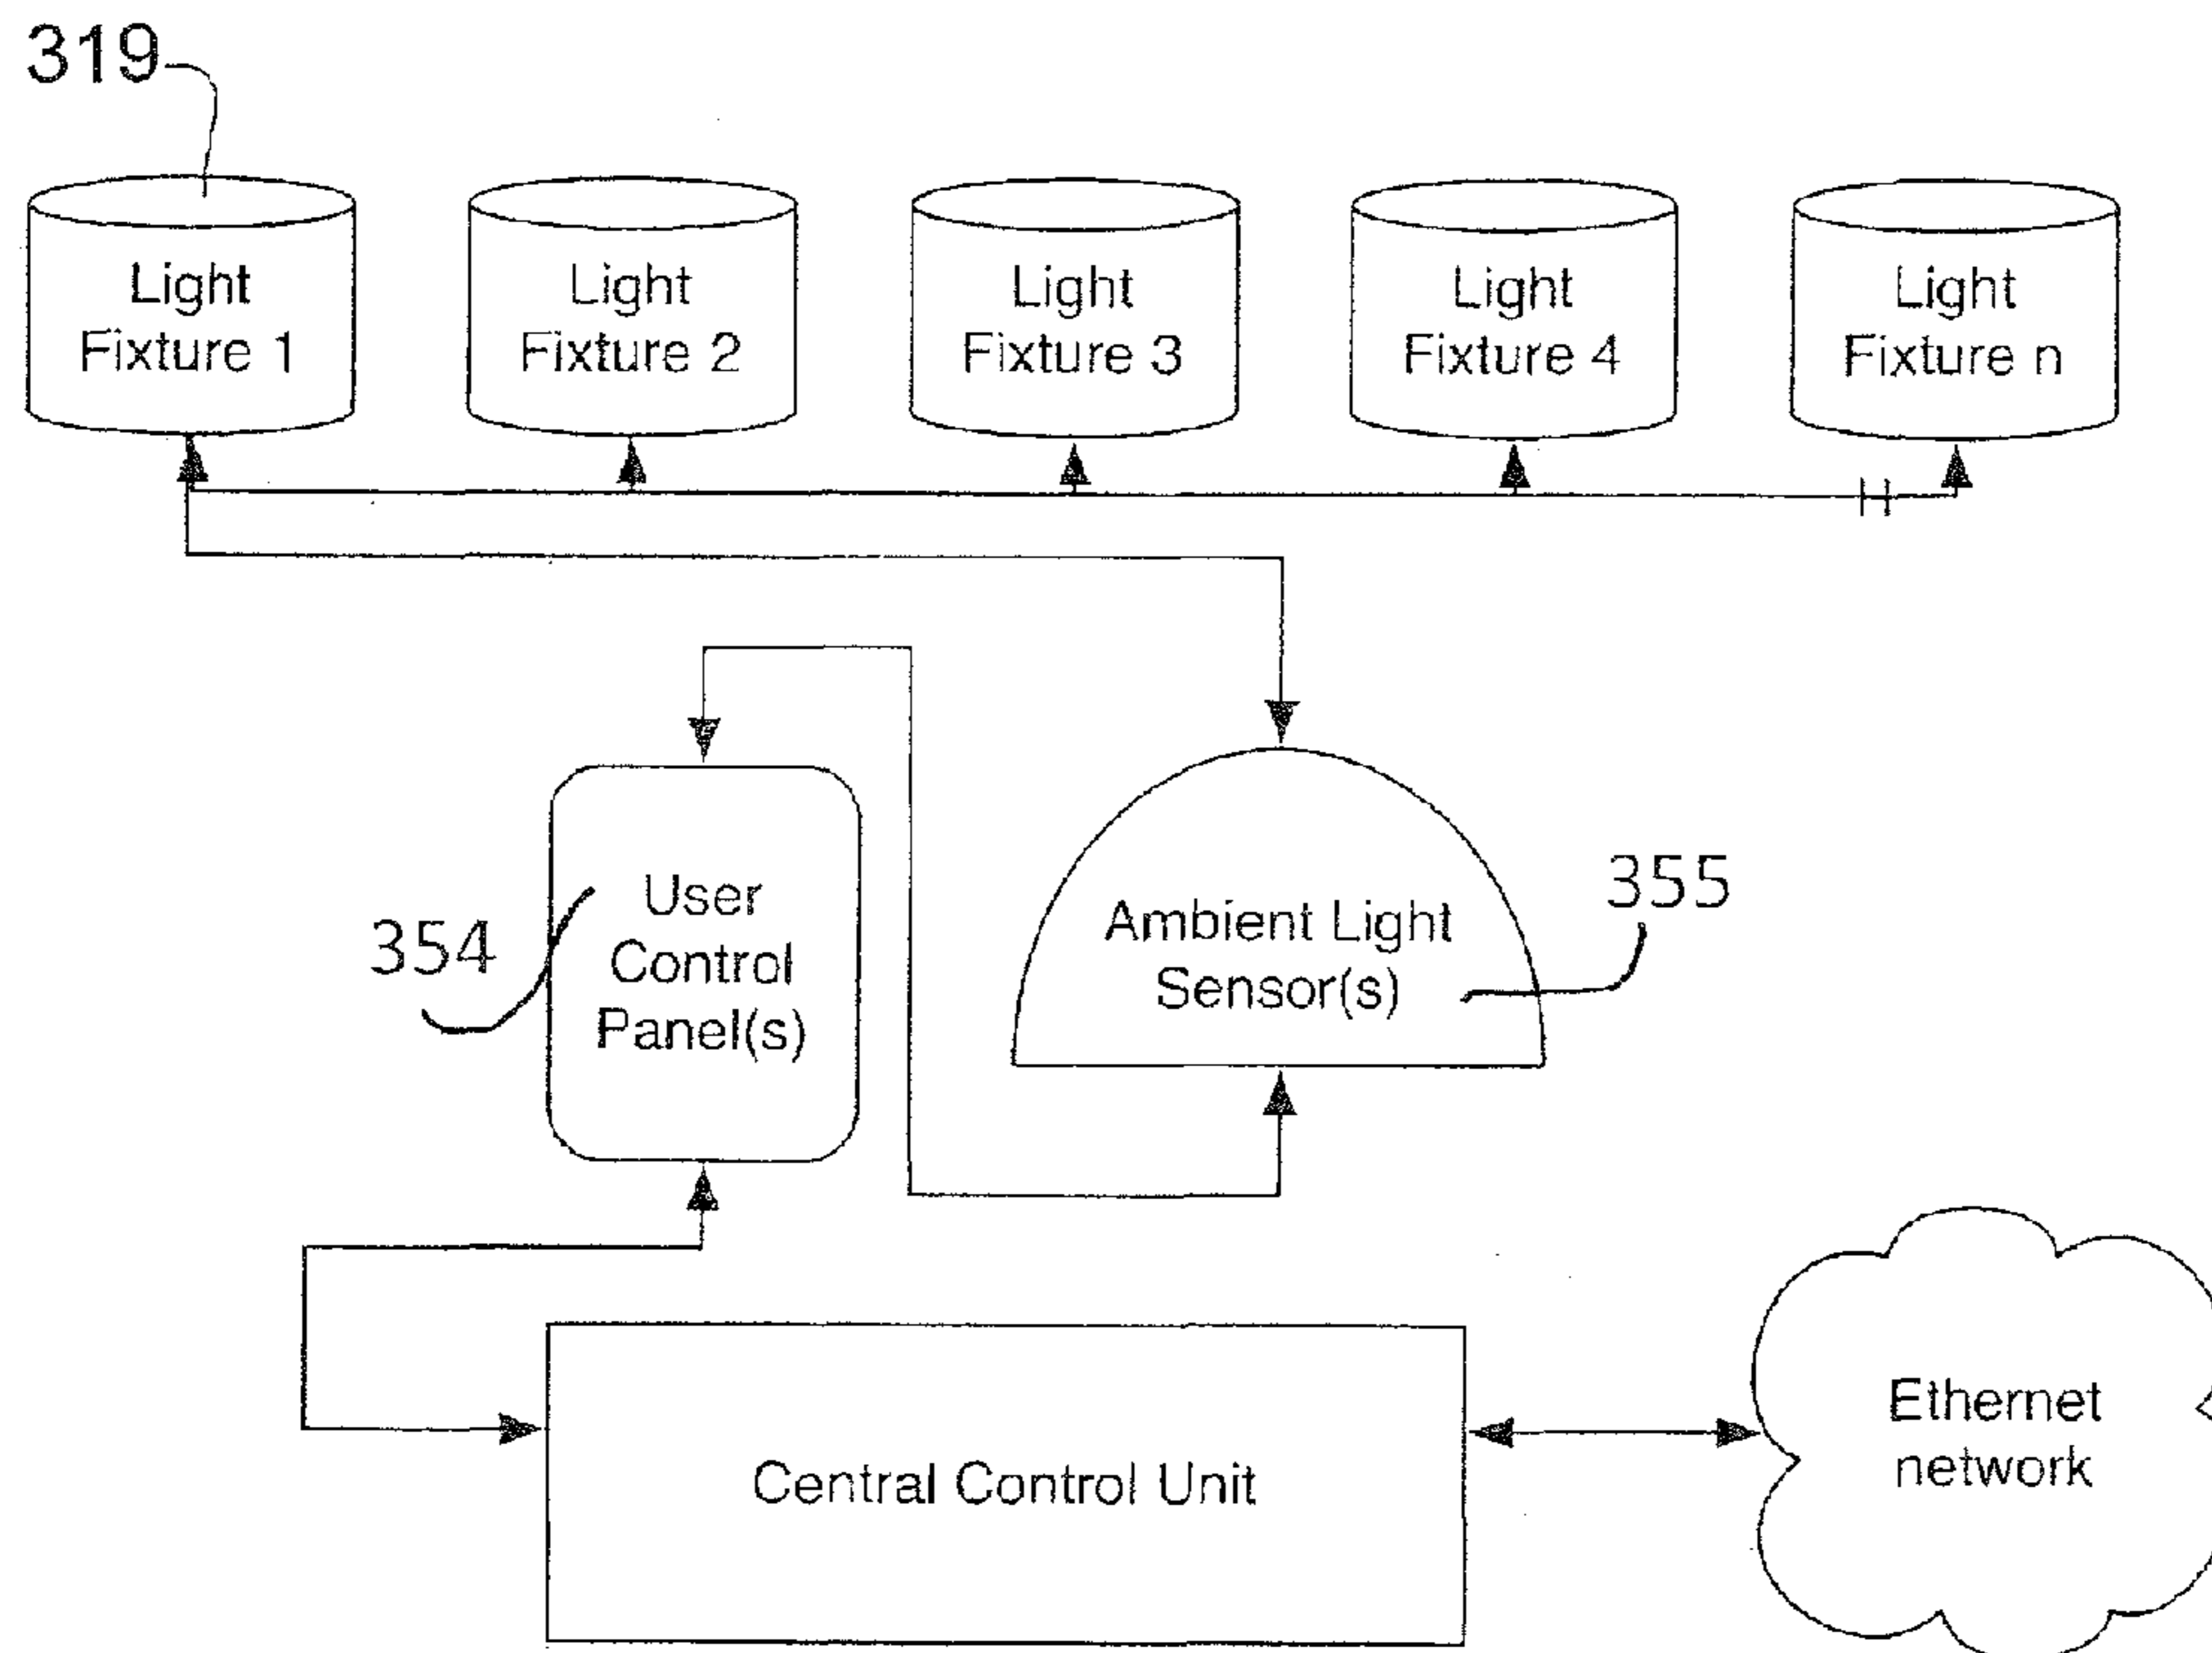 319
Light
Fixture 1
Light
Fixture 2
Light
Fixture 3
Light
Fixture 4
Light
Fixture n
354
User
Control
Panel(s)
Ambient Light
Sensor(s)
355
Central Control Unit
Ethernet
network